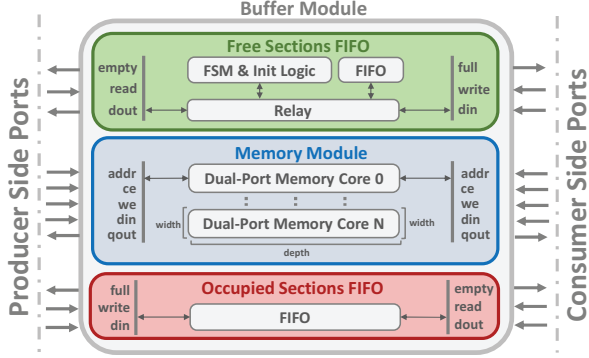 Buffer Module
Producer Side Ports
Free Sections FIFO
empty
read
dout
FSM & Init Logic
FIFO
Relay
full
write
din
Memory Module
addr
ce
we
din
qout
Dual-Port Memory Core 0
: : :
width
Dual-Port Memory Core N
width
depth
addr
ce
we
din
qout
Occupied Sections FIFO
full
write
din
FIFO
empty
read
dout
Consumer Side Ports